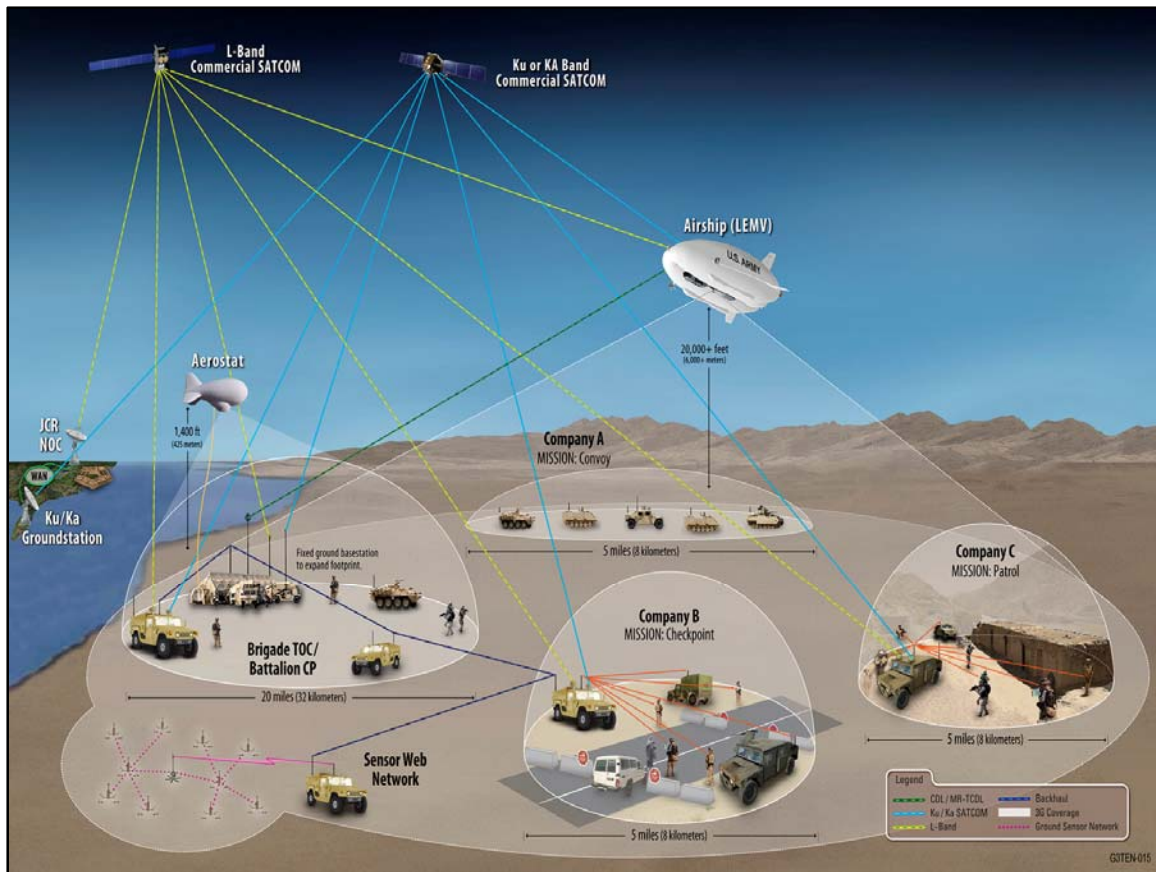 L-Band
Commercial SATCOM
Ku or KA Band
Commercial SATCOM
Airship (LEMV)
U.S. ARMY
20,000+ feet
(6,000+ meters)
Aerostat
1,400 ft
(425 meters)
JCR
NOC
WAN
Ku/Ka
Groundstation
Company A
MISSION: Convoy
5 miles (8 kilometers)
Fixed ground basestation
to expand footprint.
Brigade TOC/
Battalion CP
20 miles (32 kilometers)
Company B
MISSION: Checkpoint
5 miles (8 kilometers)
Company C
MISSION: Patrol
5 miles (8 kilometers)
Sensor Web
Network
Legend
CDL / MR-TCDL
Ku / Ka SATCOM
L-Band
Backhaul
3G Coverage
Ground Sensor Network
G3TEN-015